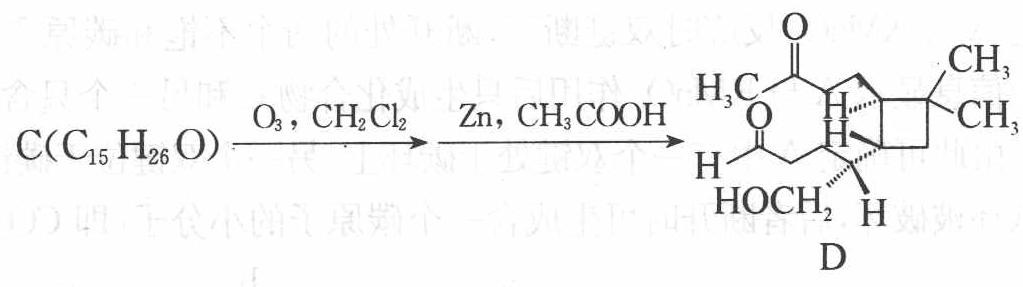 O
CH₃
H₃C
H
CH₃
O₃, CH₂Cl₂
Zn, CH₃COOH
O
H
C(C₁₅H₂₆O)
H
HOCH₂
H
D